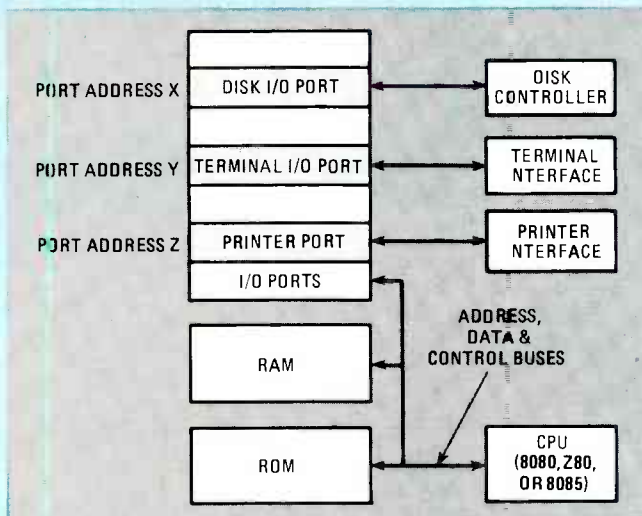 PORT ADDRESS X
DISK I/O PORT
DISK
CONTROLLER
PORT ADDRESS Y
TERMINAL I/O PORT
TERMINAL
NTERFACE
PORT ADDRESS Z
PRINTER PORT
PRINTER
NTERFACE
I/O PORTS
ADDRESS,
DATA &
CONTROL BUSES
RAM
ROM
CPU
(8080, Z80,
OR 8085)